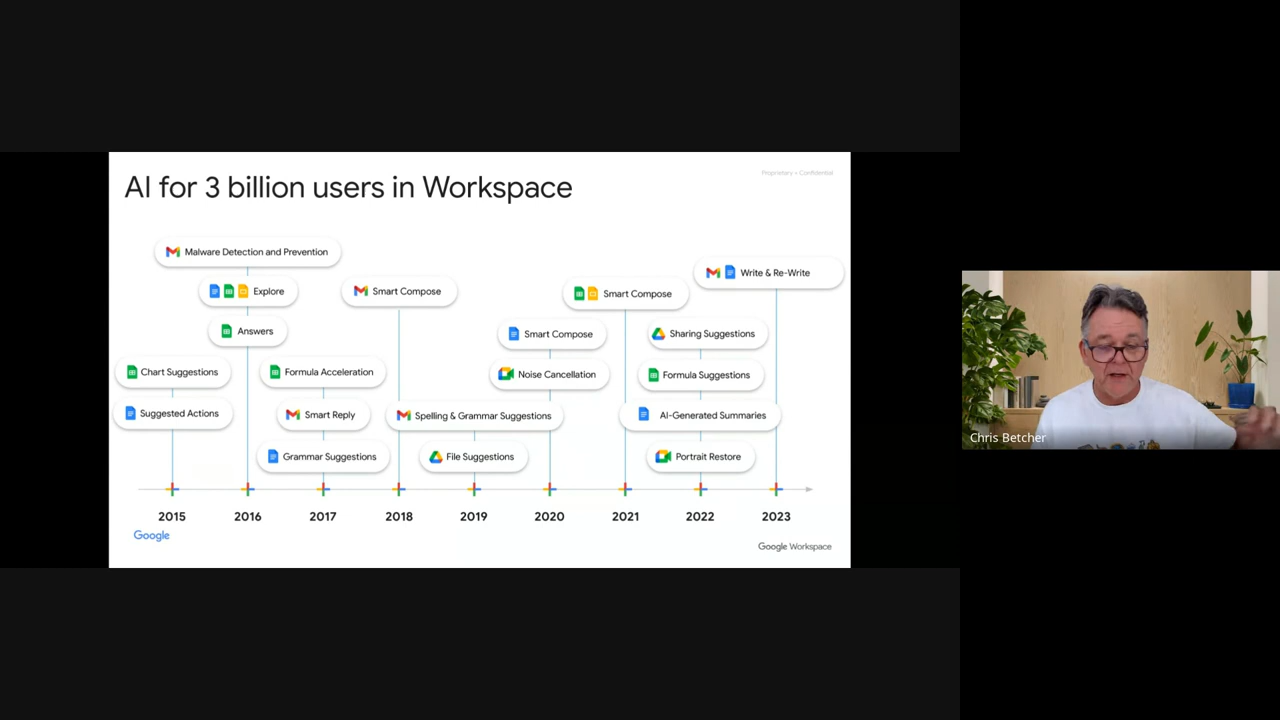 AI for 3 billion users in Workspace
Proprietary + Confidential
Malware Detection and Prevention
Write & Re-Write
Explore
Smart Compose
Smart Compose
Answers
Smart Compose
Sharing Suggestions
Chart Suggestions
Formula Acceleration
Noise Cancellation
Formula Suggestions
Suggested Actions
Smart Reply
Spelling & Grammar Suggestions
AI-Generated Summaries
Grammar Suggestions
File Suggestions
Portrait Restore
2015
2016
2017
2018
2019
2020
2021
2022
2023
Google
Google Workspace
Chris Betcher